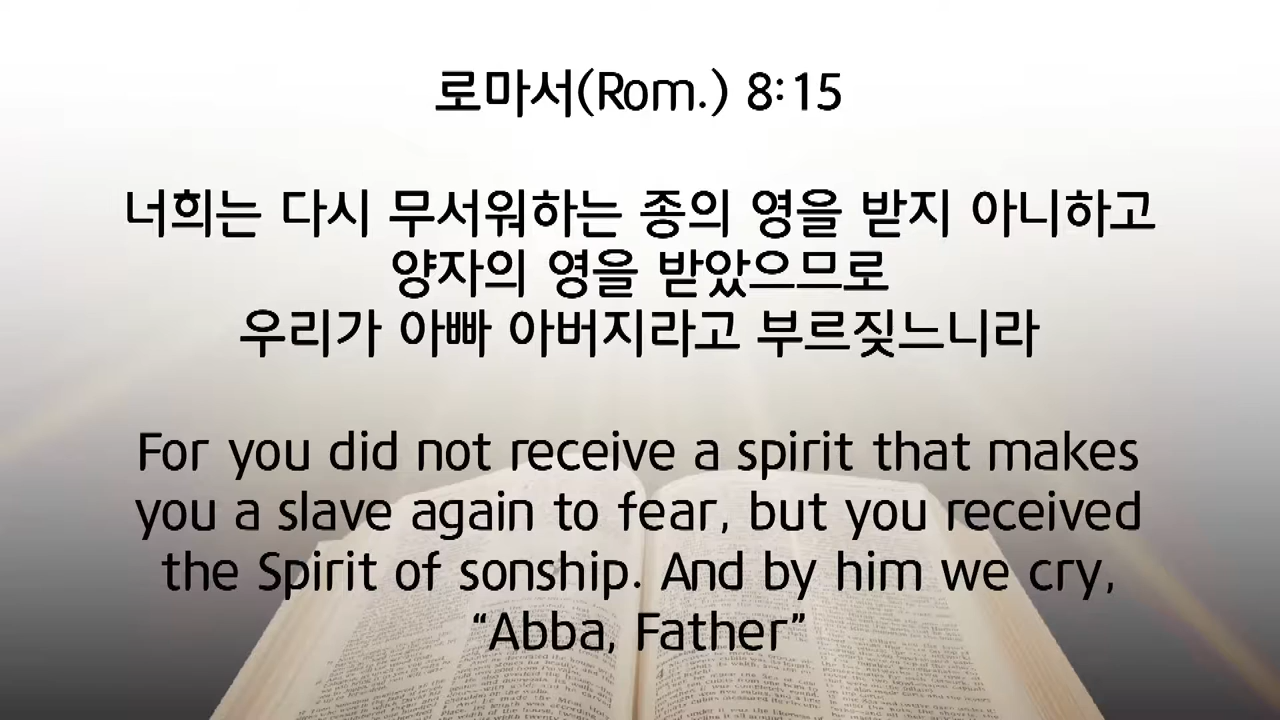 로마서(Rom.) 8:15
너희는 다시 무서워하는 종의 영을 받지 아니하고
양자의 영을 받았으므로
우리가 아빠 아버지라고 부르짖느니라
For you did not receive a spirit that makes
you a slave again to fear, but you received
the Spirit of sonship. And by him we cry,
“Abba, Father”